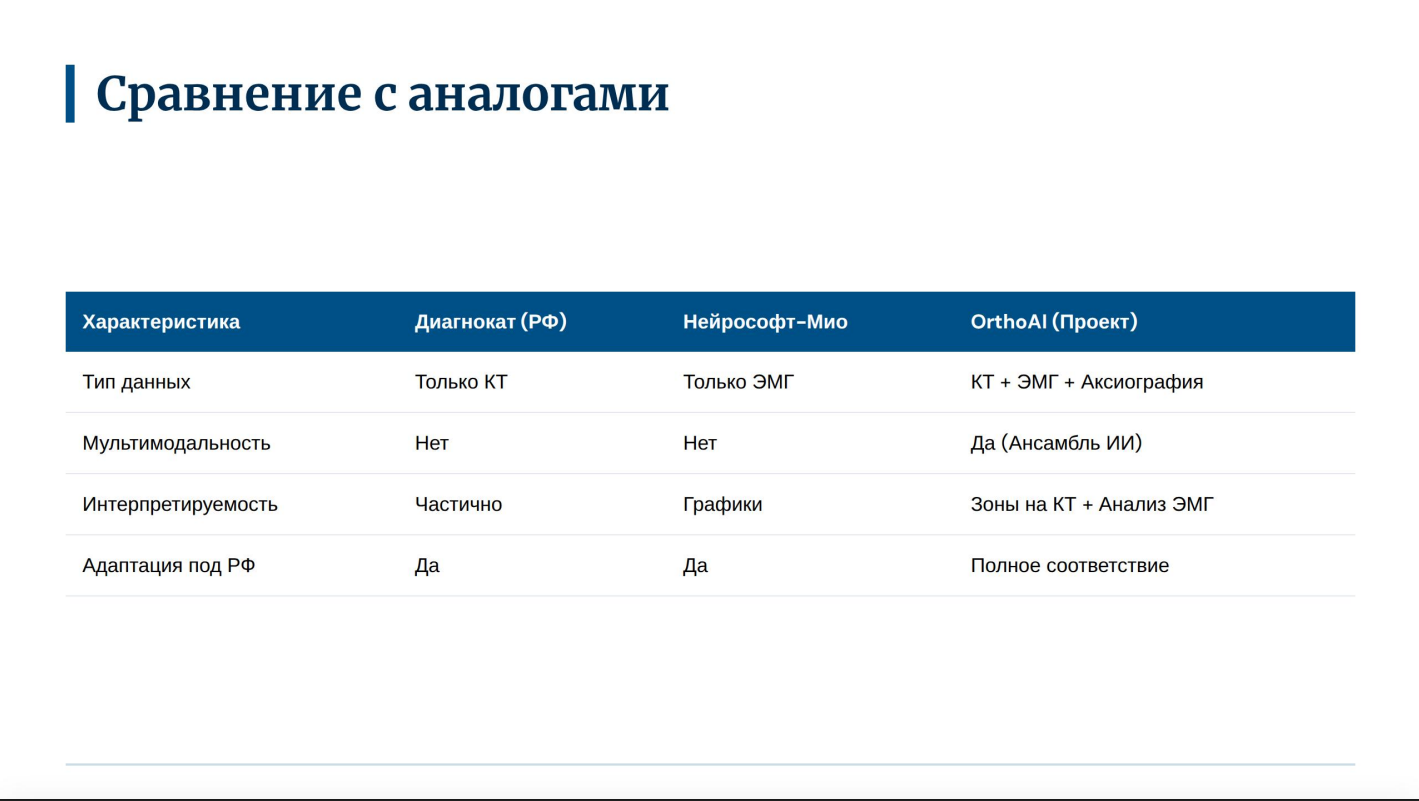 Сравнение с аналогами
Характеристика Диагнокат (РФ) Нейрософт-Мио OrthoAI (Проект)
Тип данных Только КТ Только ЭМГ КТ + ЭМГ + Аксиография
Мультимодальность Нет Нет Да (Ансамбль ИИ)
Интерпретируемость Частично Графики Зоны на КТ + Анализ ЭМГ
Адаптация под РФ Да Да Полное соответствие